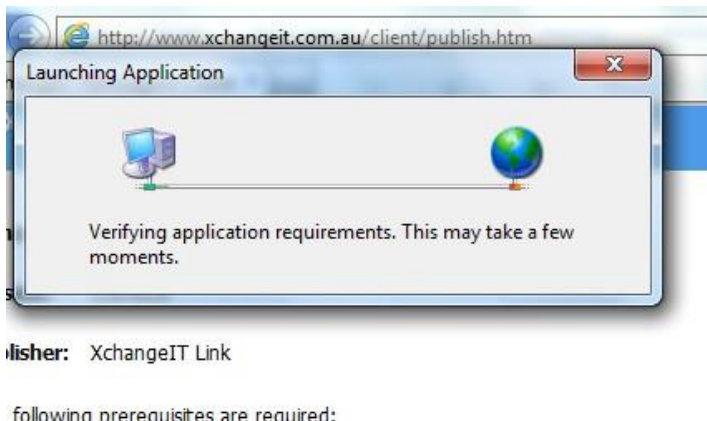 http://www.xchangeit.com.au/client/publish.htm
Launching Application
Verifying application requirements. This may take a few
moments.
lisher: XchangeIT Link
following prerequisites are required: